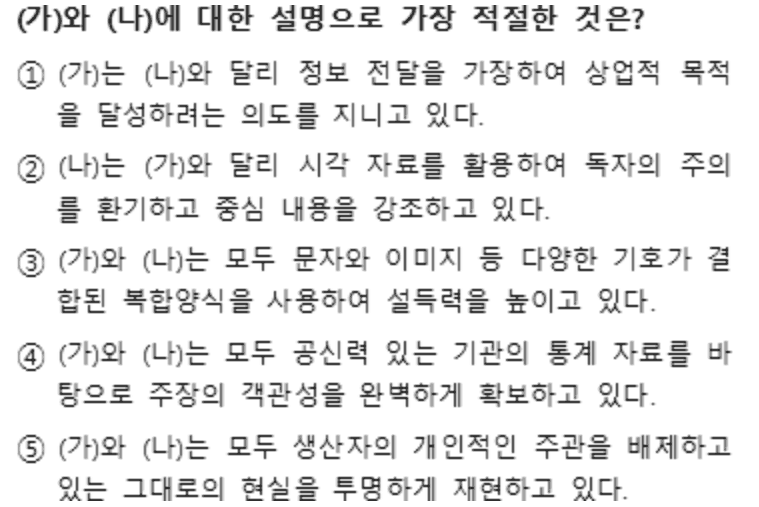 (가)와 (나)에 대한 설명으로 가장 적절한 것은?
① (가)는 (나)와 달리 정보 전달을 가장하여 상업적 목적
을 달성하려는 의도를 지니고 있다.
② (나)는 (가)와 달리 시각 자료를 활용하여 독자의 주의
를 환기하고 중심 내용을 강조하고 있다.
③ (가)와 (나)는 모두 문자와 이미지 등 다양한 기호가 결
합된 복합양식을 사용하여 설득력을 높이고 있다.
④ (가)와 (나)는 모두 공신력 있는 기관의 통계 자료를 바
탕으로 주장의 객관성을 완벽하게 확보하고 있다.
⑤ (가)와 (나)는 모두 생산자의 개인적인 주관을 배제하고
있는 그대로의 현실을 투명하게 재현하고 있다.